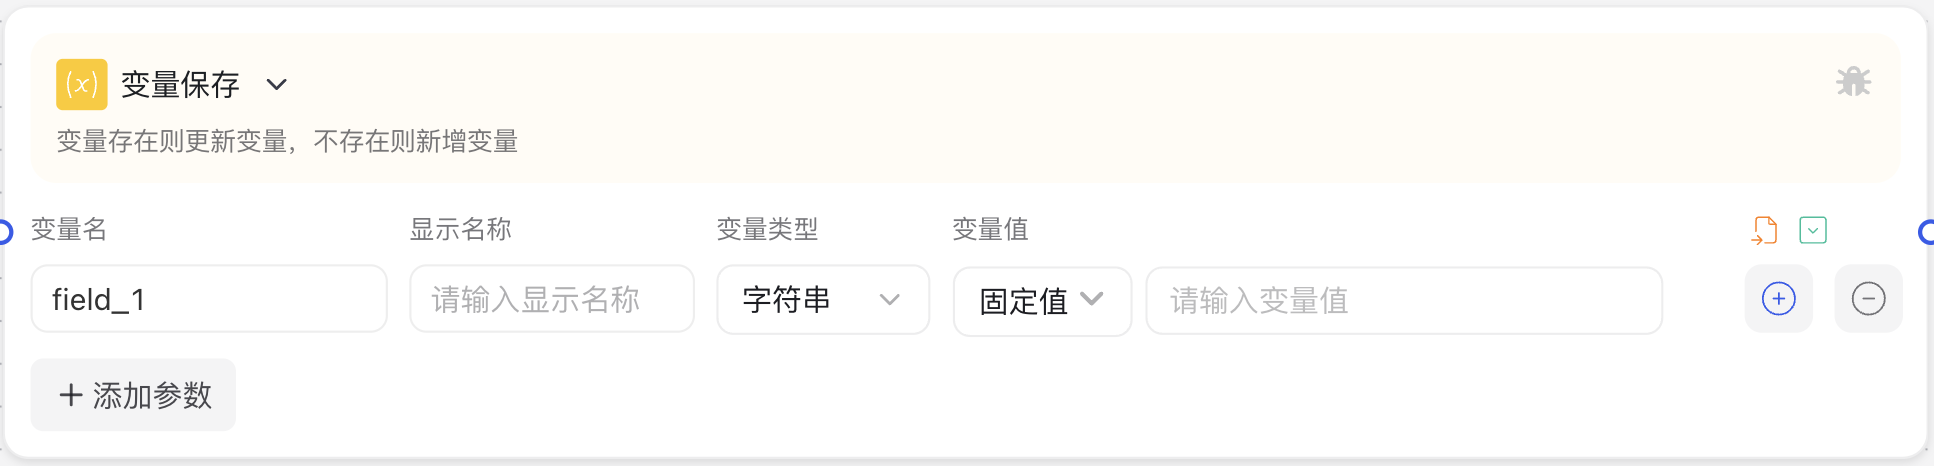 (x) 变量保存
变量存在则更新变量，不存在则新增变量
变量名 显示名称 变量类型 变量值
field_1 请输入显示名称 字符串 固定值 请输入变量值
+ 添加参数